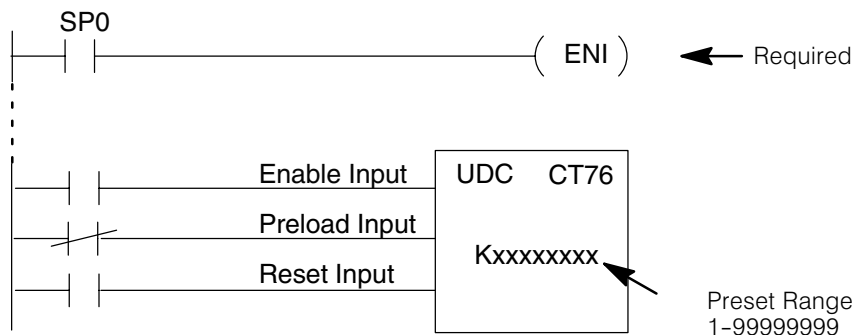 SP0
ENI
Required
Enable Input
UDC CT76
Preload Input
Kxxxxxxxx
Reset Input
Preset Range
1-99999999